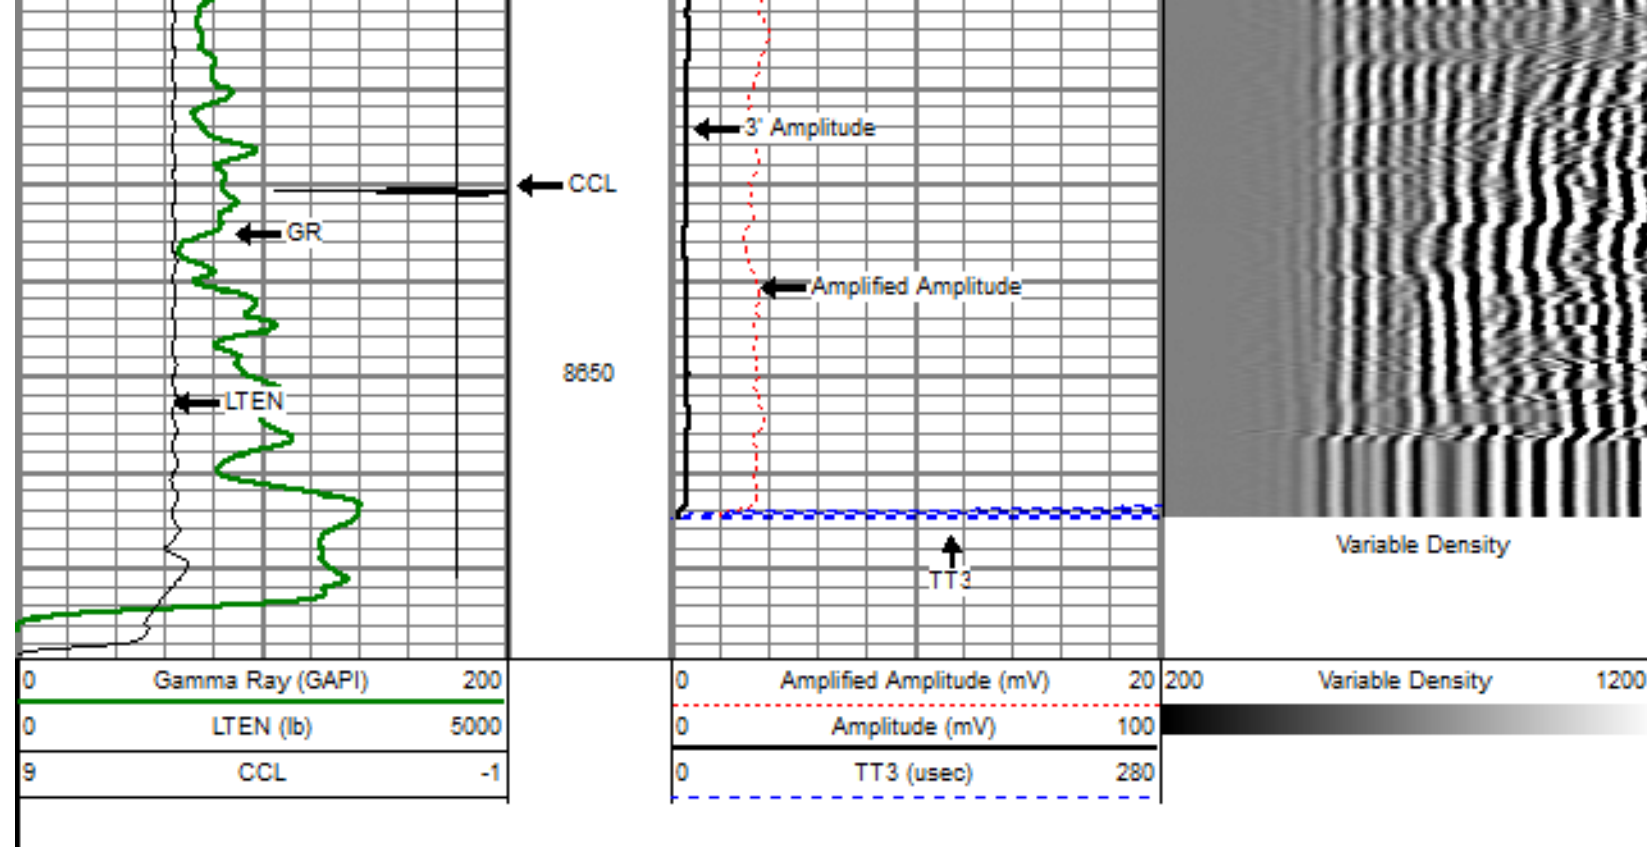 3' Amplitude
CCL
GR
Amplified Amplitude
8650
LTEN
Variable Density
TT3
0 Gamma Ray (GAPI) 200
0 Amplified Amplitude (mV) 20
200 Variable Density 1200
0 LTEN (lb) 5000
0 Amplitude (mV) 100
9 CCL -1
0 TT3 (usec) 280